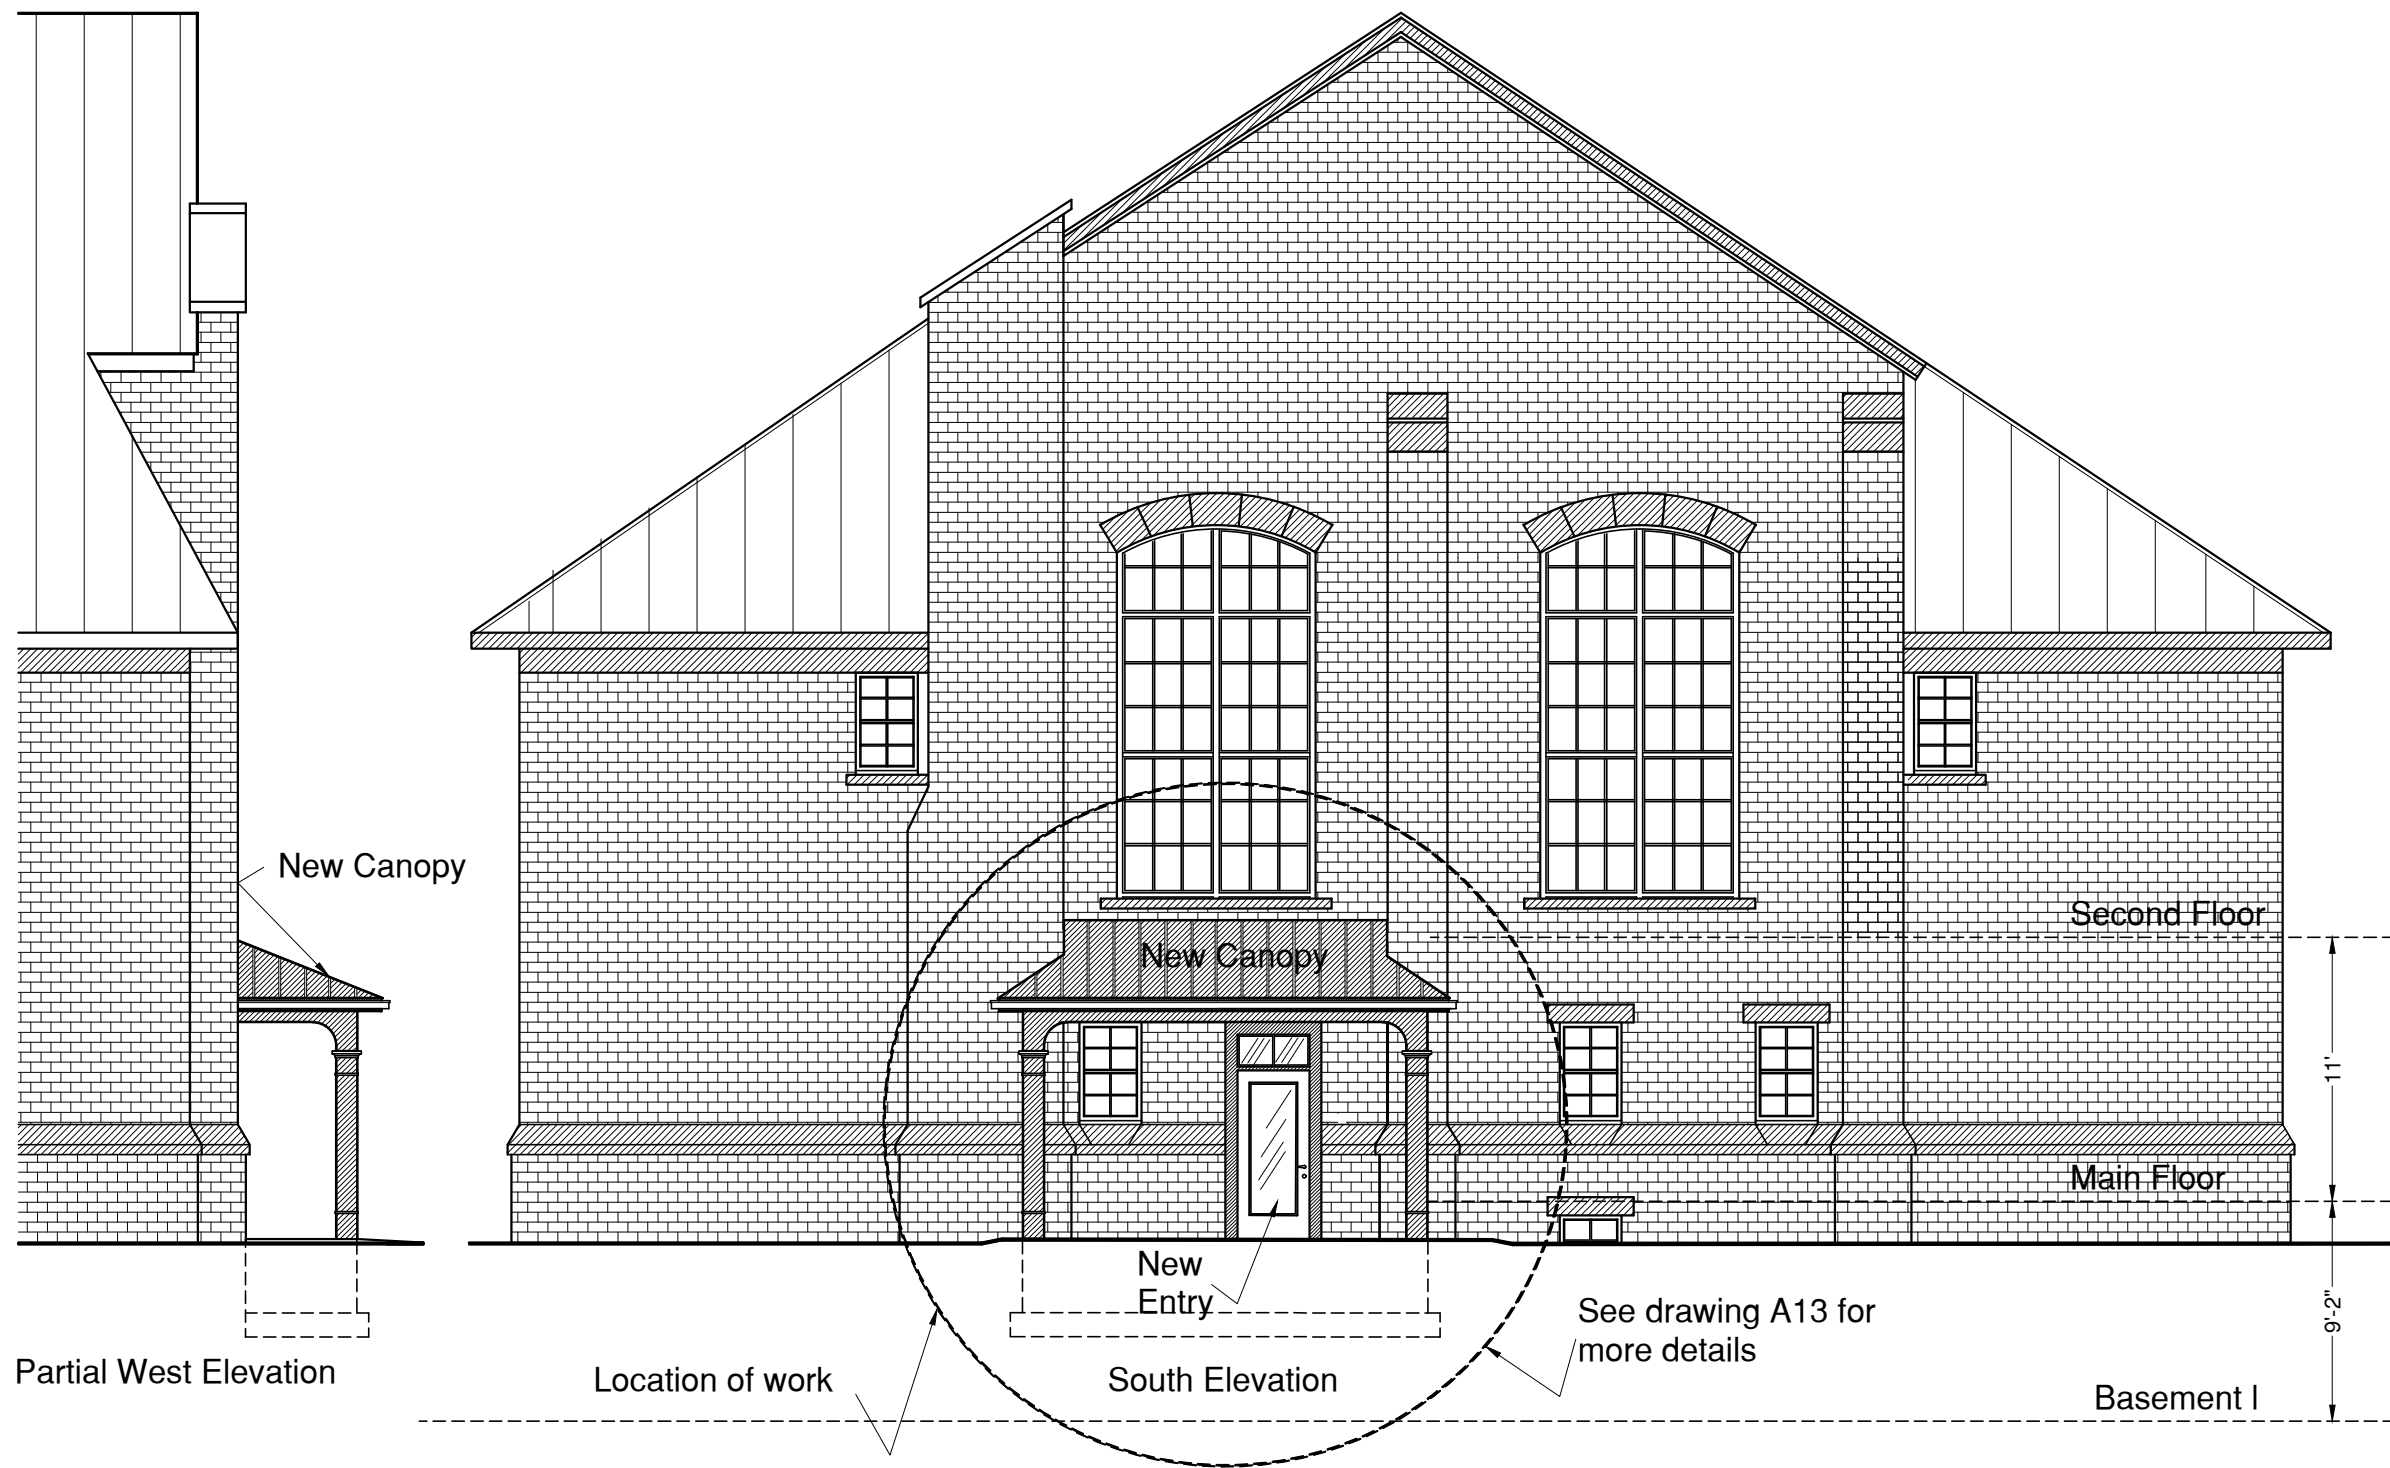 New Canopy
Second Floor
New Canopy
11'
Main Floor
New
Entry
9'-2"
See drawing A13 for
more details
Partial West Elevation
Location of work
South Elevation
Basement l